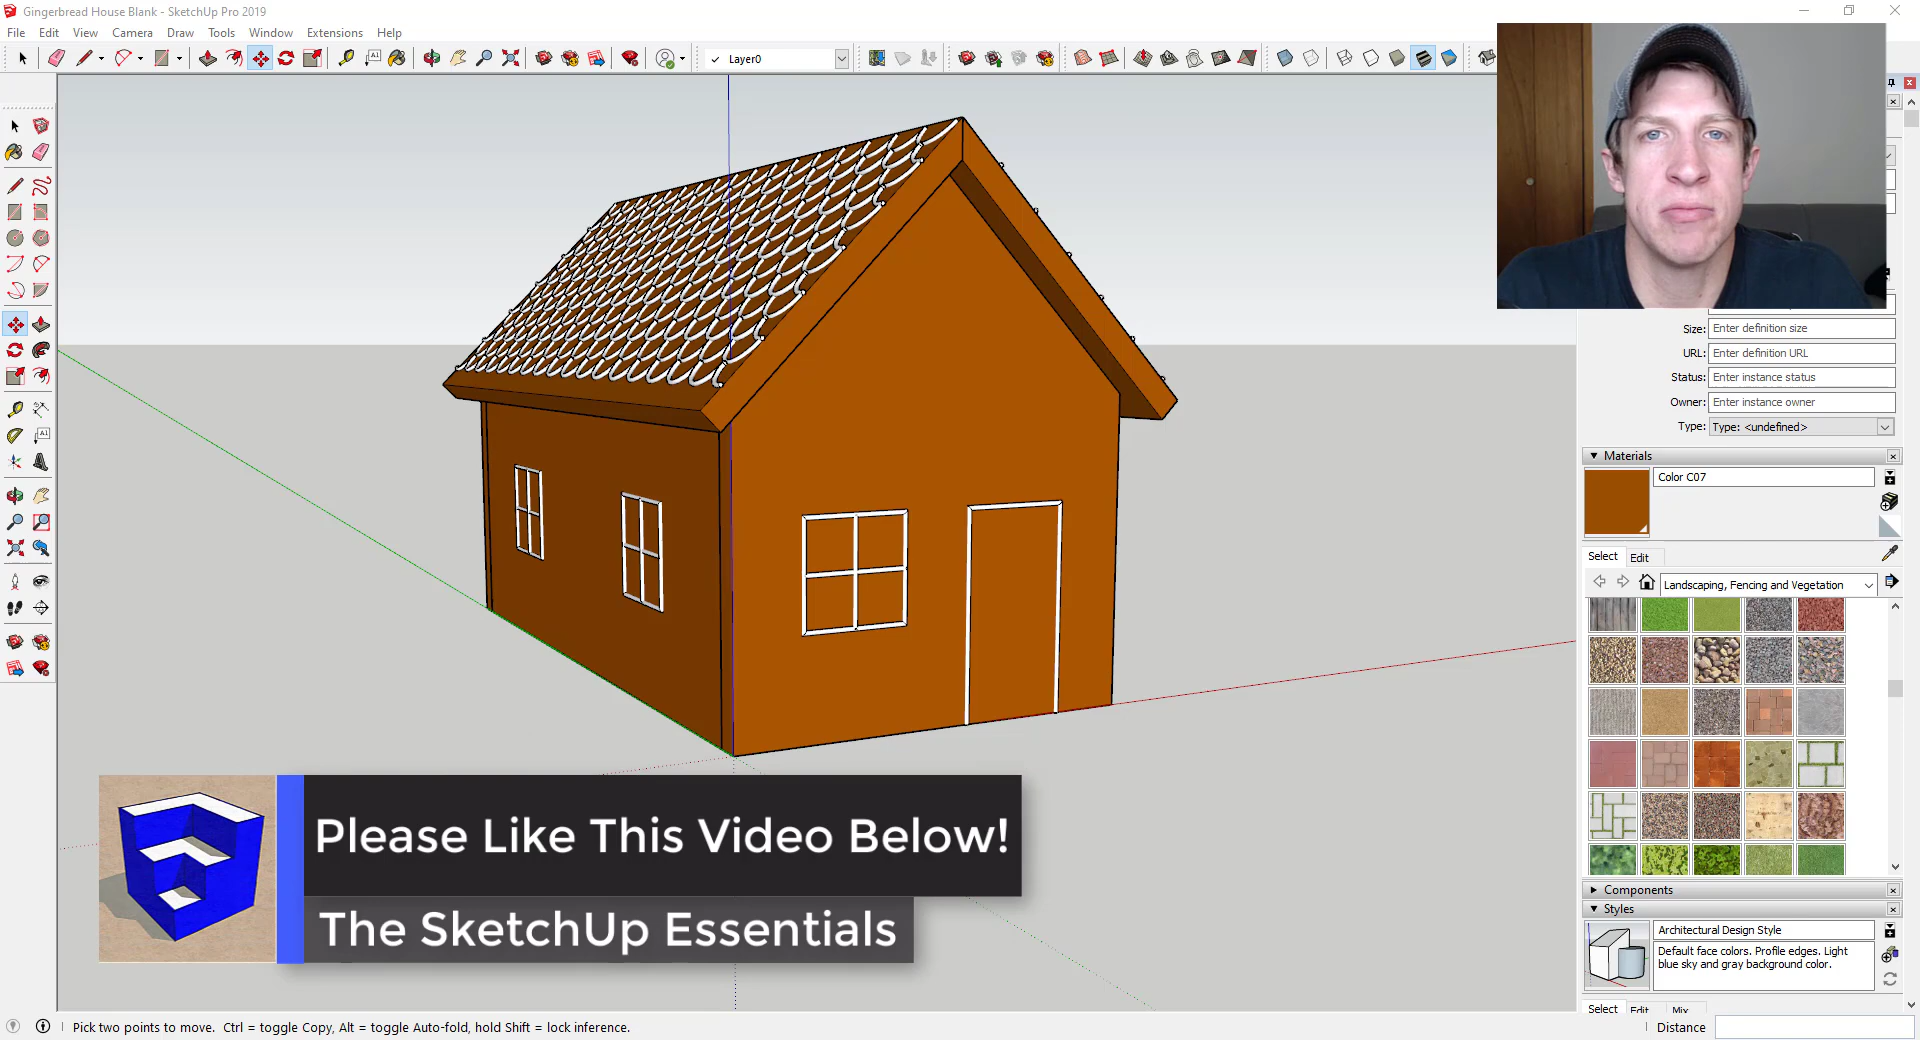 Gingerbread House Blank - SketchUp Pro 2019
File Edit View Camera Draw Tools Window Extensions Help
Layer0
Size: Enter definition size
URL: Enter definition URL
Status: Enter instance status
Owner: Enter instance owner
Type: Type: <undefined>
Materials
Color C07
Select Edit
Landscaping, Fencing and Vegetation
Components
Styles
Architectural Design Style
Default face colors. Profile edges. Light
blue sky and gray background color.
Select Edit Mix
Please Like This Video Below!
The SketchUp Essentials
Pick two points to move. Ctrl = toggle Copy, Alt = toggle Auto-fold, hold Shift = lock inference.
Distance